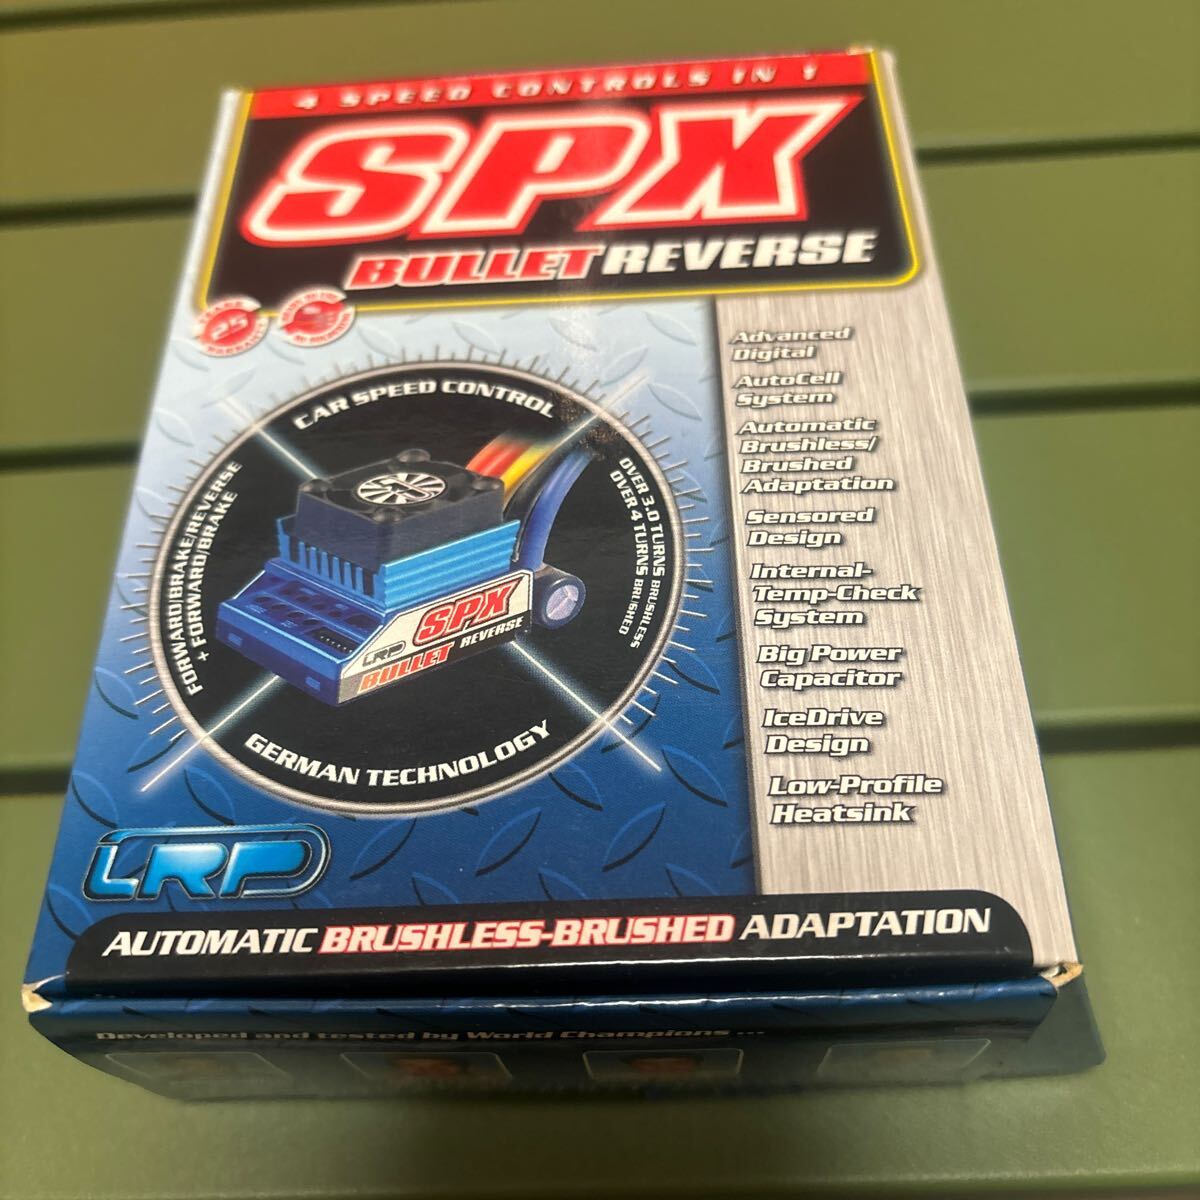 4 SPEED CONTROLS IN 1
SPX
BULLET REVERSE
YEARS
25
WARRANTY
CAR SPEED CONTROL
FORWARD/BRAKE/REVERSE
+ FORWARD/BRAKE
OVER 3.0 TURNS BRUSHLESS
OVER 4 TURNS BRUSHED
LRP
SPX
BULLET REVERSE
GERMAN TECHNOLOGY
Advanced
Digital
AutoCell
System
Automatic
Brushless/
Brushed
Adaptation
Sensored
Design
Internal-
Temp-Check
System
Big Power
Capacitor
IceDrive
Design
Low-Profile
Heatsink
LRP
AUTOMATIC BRUSHLESS-BRUSHED ADAPTATION
Developed and tested by World Champions ...